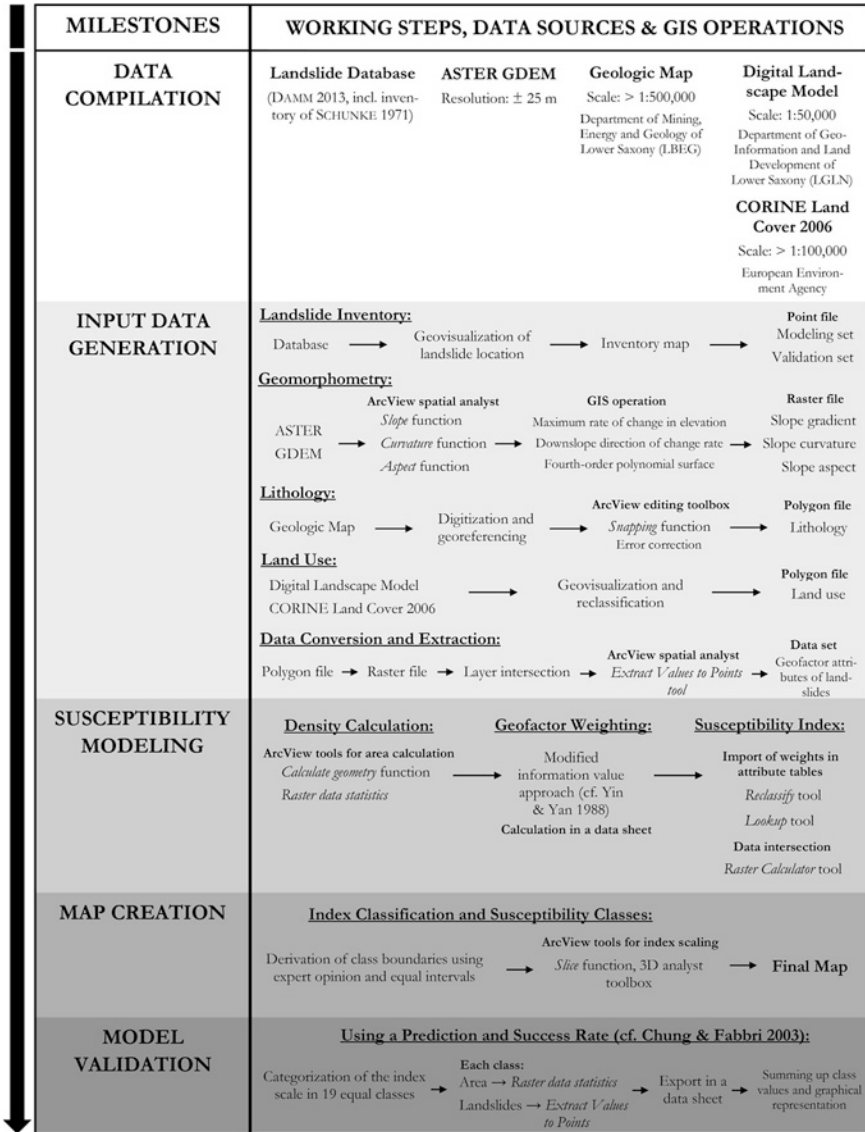 MILESTONES
WORKING STEPS, DATA SOURCES & GIS OPERATIONS
DATA
COMPILATION
Landslide Database
(DAMM 2013, incl. inven-
tory of SCHUNKE 1971)
ASTER GDEM
Resolution: ± 25 m
Geologic Map
Scale: > 1:500,000
Department of Mining,
Energy and Geology of
Lower Saxony (LBEG)
Digital Land-
scape Model
Scale: 1:50,000
Department of Geo-
Information and Land
Development of
Lower Saxony (LGLN)
CORINE Land
Cover 2006
Scale: > 1:100,000
European Environ-
ment Agency
INPUT DATA
GENERATION
Landslide Inventory:
Database
Geovisualization of
landslide location
Inventory map
Point file
Modeling set
Validation set
Geomorphometry:
ASTER
GDEM
ArcView spatial analyst
Slope function
Curvature function
Aspect function
GIS operation
Maximum rate of change in elevation
Downslope direction of change rate
Fourth-order polynomial surface
Raster file
Slope gradient
Slope curvature
Slope aspect
Lithology:
Geologic Map
Digitization and
georeferencing
ArcView editing toolbox
Snapping function
Error correction
Polygon file
Lithology
Land Use:
Digital Landscape Model
CORINE Land Cover 2006
Geovisualization and
reclassification
Polygon file
Land use
Data Conversion and Extraction:
Polygon file
Raster file
Layer intersection
ArcView spatial analyst
Extract Values to Points
tool
Data set
Geofactor attri-
butes of land-
slides
SUSCEPTIBILITY
MODELING
Density Calculation:
ArcView tools for area calculation
Calculate geometry function
Raster data statistics
Geofactor Weighting:
Modified
information value
approach (cf. Yin
& Yan 1988)
Calculation in a data sheet
Susceptibility Index:
Import of weights in
attribute tables
Reclassify tool
Lookup tool
Data intersection
Raster Calculator tool
MAP CREATION
Index Classification and Susceptibility Classes:
Derivation of class boundaries using
expert opinion and equal intervals
ArcView tools for index scaling
Slice function, 3D analyst
toolbox
Final Map
MODEL
VALIDATION
Using a Prediction and Success Rate (cf. Chung & Fabbri 2003):
Categorization of the index
scale in 19 equal classes
Each class:
Area → Raster data statistics
Landslides → Extract Values
to Points
Export in a
data sheet
Summing up class
values and graphical
representation